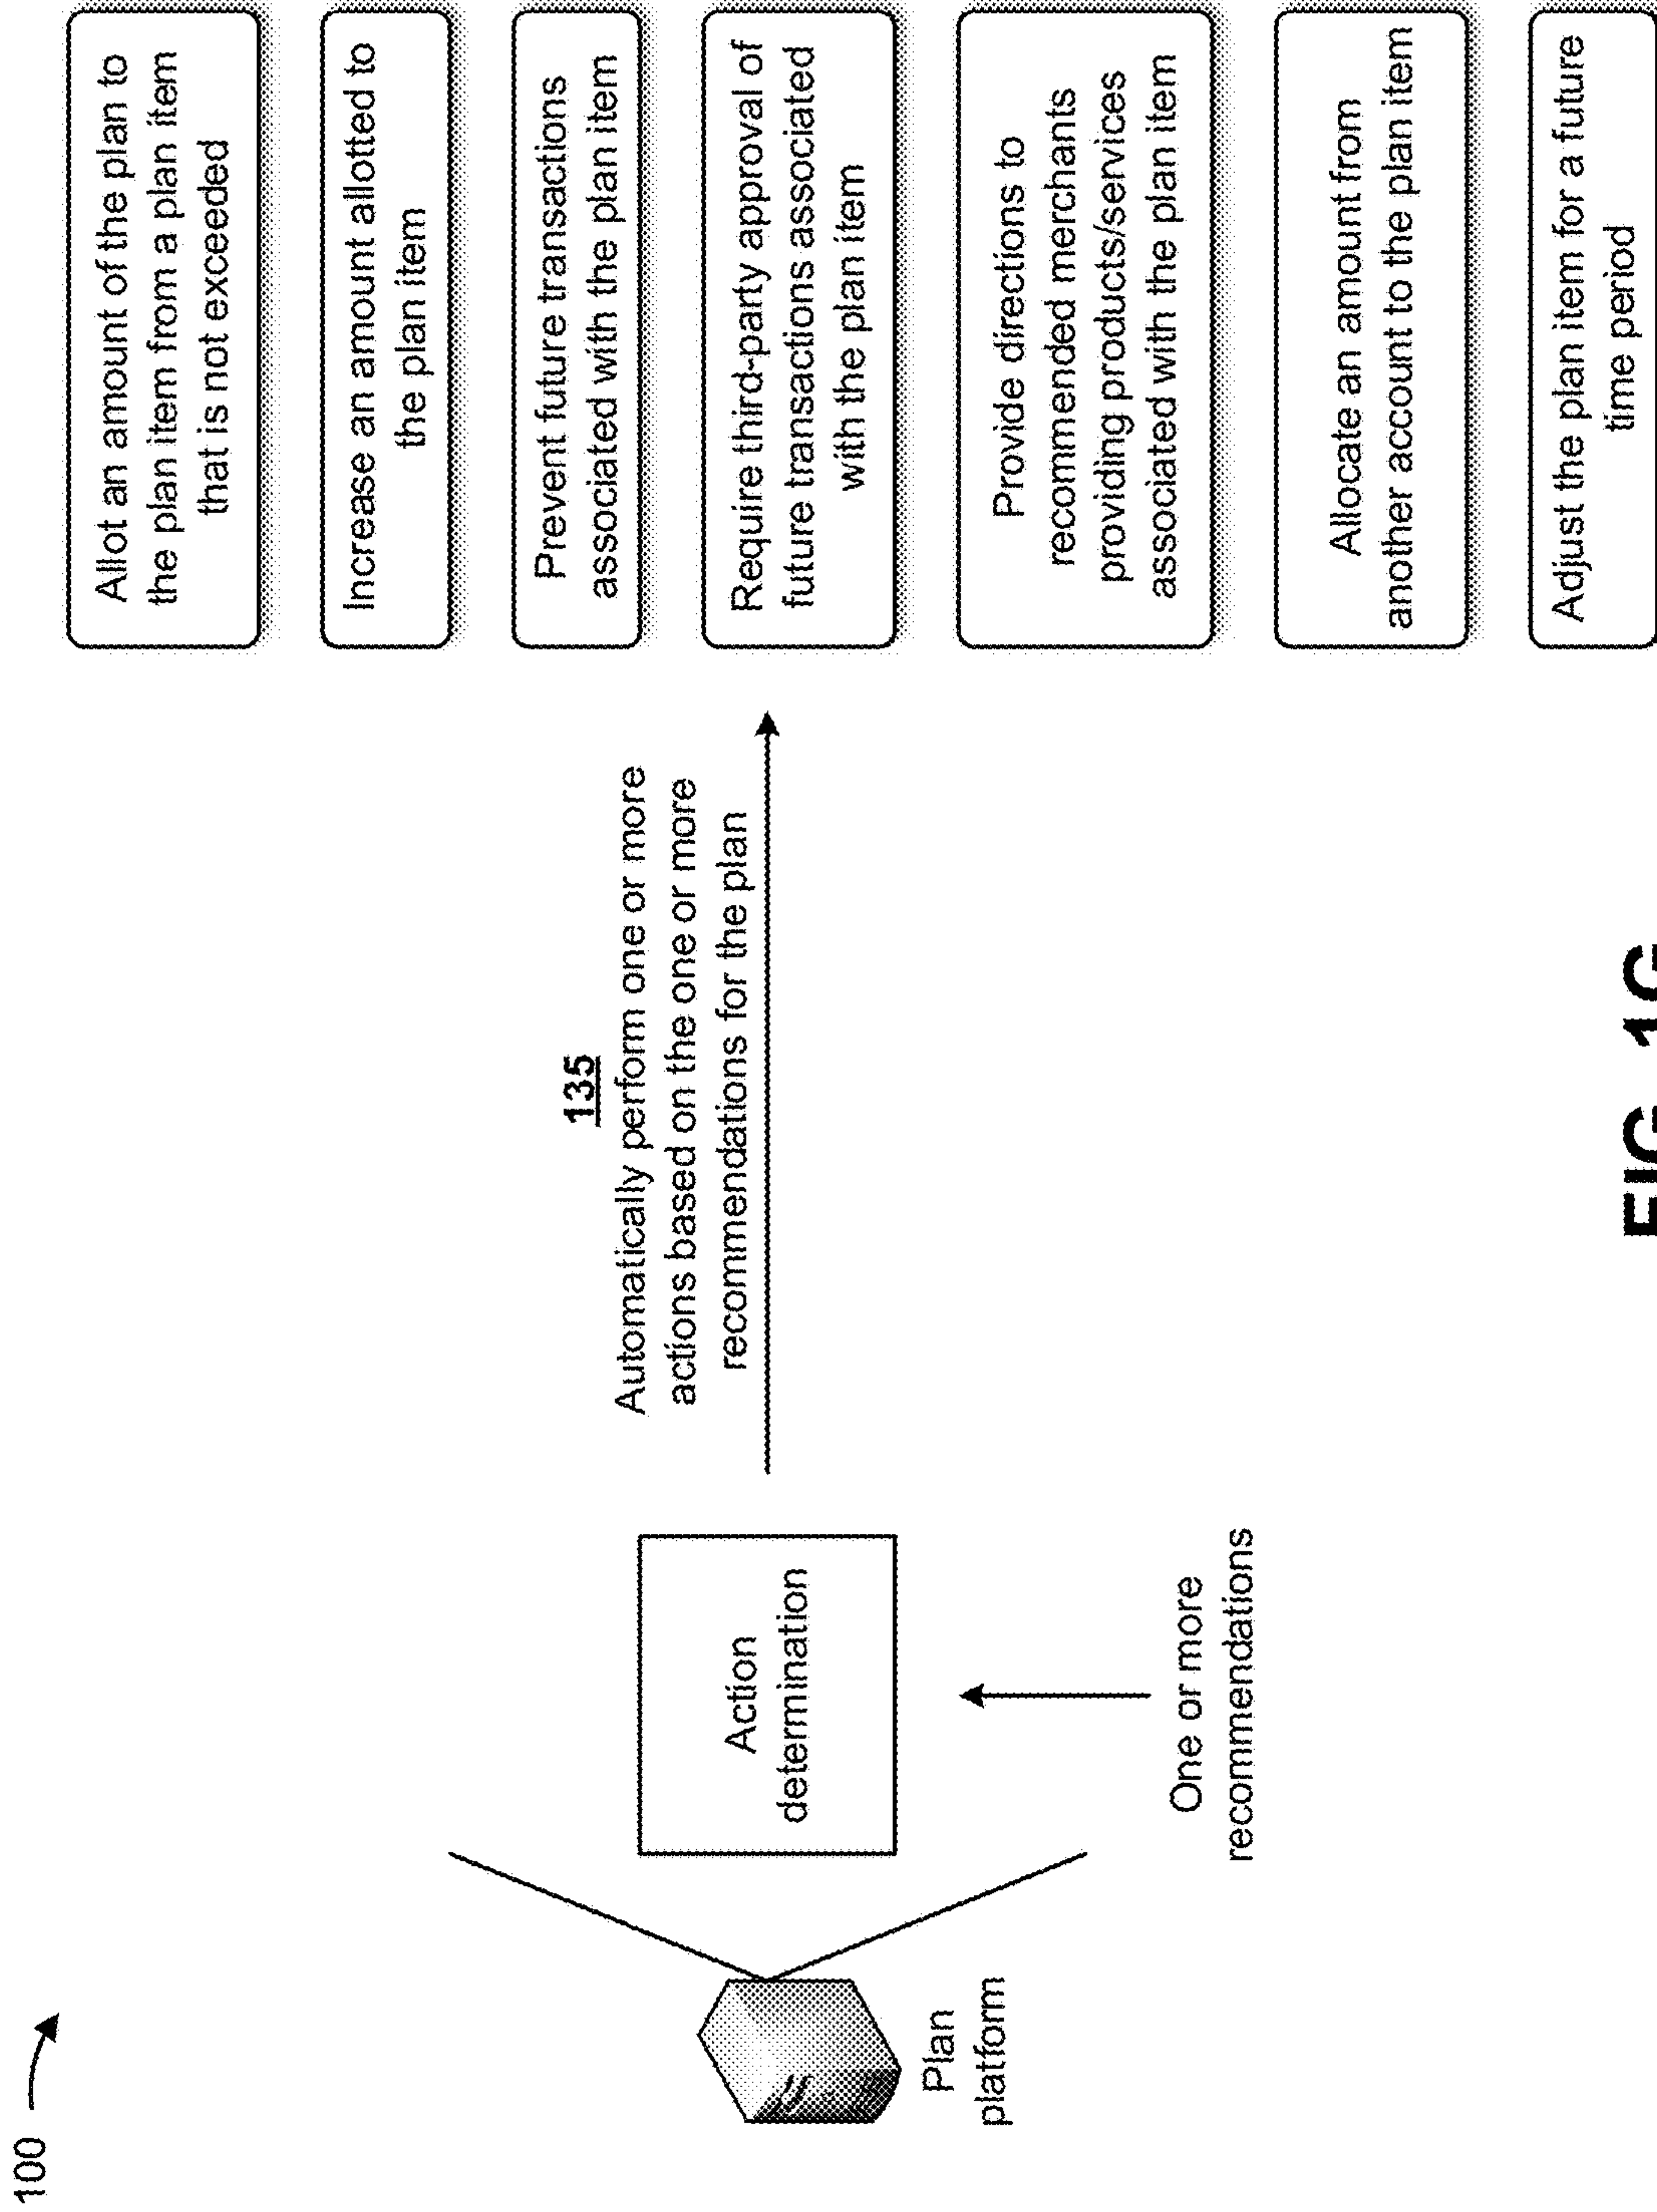 100
Plan
platform
Action
determination
One or more
recommendations
135
Automatically perform one or more
actions based on the one or more
recommendations for the plan
Allot an amount of the plan to
the plan item from a plan item
that is not exceeded
Increase an amount allotted to
the plan item
Prevent future transactions
associated with the plan item
Require third-party approval of
future transactions associated
with the plan item
Provide directions to
recommended merchants
providing products/services
associated with the plan item
Allocate an amount from
another account to the plan item
Adjust the plan item for a future
time period
FIG. 1G